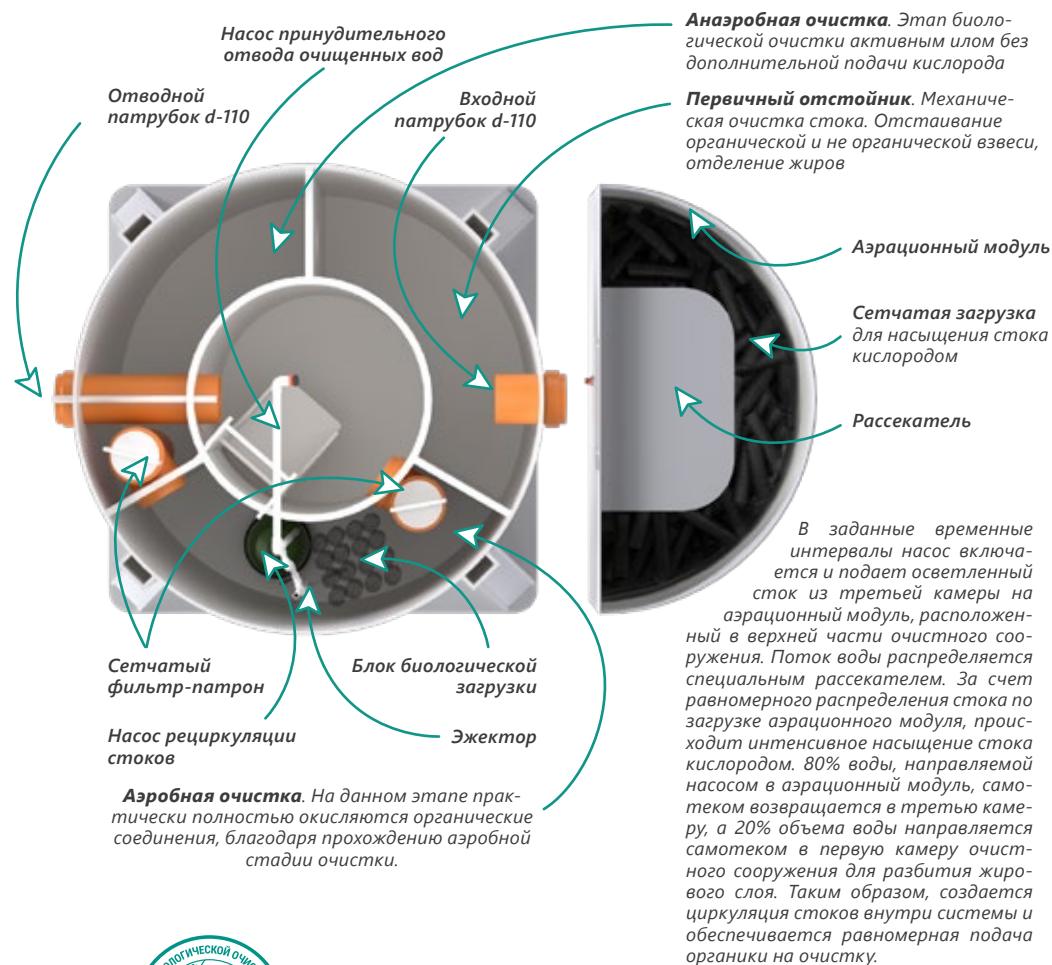 Насос принудительного
отвода очищенных вод
Анаэробная очистка. Этап биоло-
гической очистки активным илом без
дополнительной подачи кислорода
Отводной
патрубок d-110
Входной
патрубок d-110
Первичный отстойник. Механиче-
ская очистка стока. Отстаивание
органической и не органической взвеси,
отделение жиров
Аэрационный модуль
Сетчатая загрузка
для насыщения стока
кислородом
Рассекатель
В заданные временные
интервалы насос включа-
ется и подает осветленный
сток из третьей камеры на
аэрационный модуль, расположен-
ный в верхней части очистного соо-
ружения. Поток воды распределяется
специальным рассекателем. За счет
равномерного распределения стока по
загрузке аэрационного модуля, проис-
ходит интенсивное насыщение стока
кислородом. 80% воды, направляемой
насосом в аэрационный модуль, само-
теком возвращается в третью каме-
ру, а 20% объема воды направляется
самотеком в первую камеру очист-
ного сооружения для разбития жиро-
вого слоя. Таким образом, создается
циркуляция стоков внутри системы и
обеспечивается равномерная подача
органики на очистку.
Сетчатый
фильтр-патрон
Блок биологической
загрузки
Насос рециркуляции
стоков
Эжектор
Аэробная очистка. На данном этапе прак-
тически полностью окисляются органические
соединения, благодаря прохождению аэробной
стадии очистки.